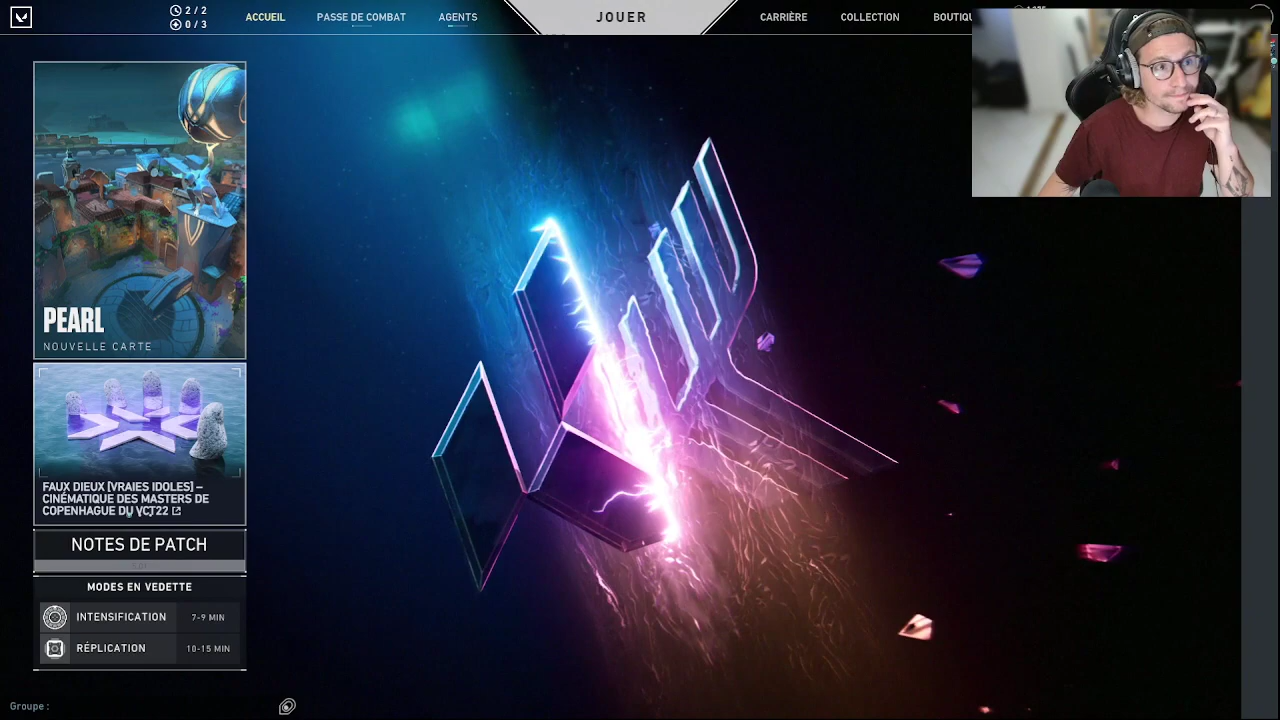 2 / 2
0 / 3
ACCUEIL
PASSE DE COMBAT
AGENTS
JOUER
CARRIÈRE
COLLECTION
BOUTIQU
PEARL
NOUVELLE CARTE
FAUX DIEUX [VRAIES IDOLES] –
CINÉMATIQUE DES MASTERS DE
COPENHAGUE DU VCT22
NOTES DE PATCH
MODES EN VEDETTE
INTENSIFICATION
7-9 MIN
RÉPLICATION
10-15 MIN
Groupe :